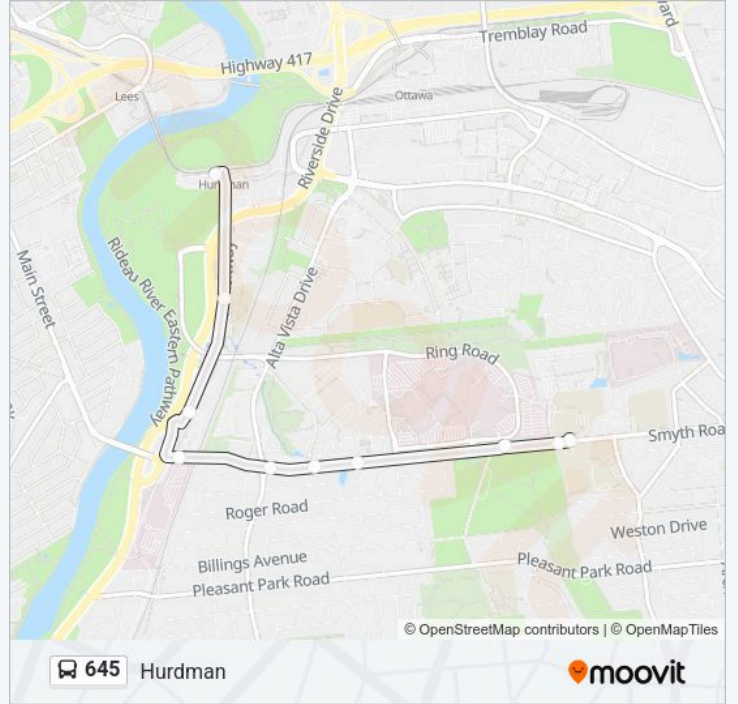 Tremblay Road
Highway 417
Lees
Ottawa
Riverside Drive
Main Street
Rideau River Eastern Pathway
Alta Vista Drive
Ring Road
Smyth Roa
Roger Road
Weston Drive
Billings Avenue
Pleasant Park Road
Pleasant Park Road
© OpenStreetMap contributors | © OpenMapTiles
645 Hurdman
moovit